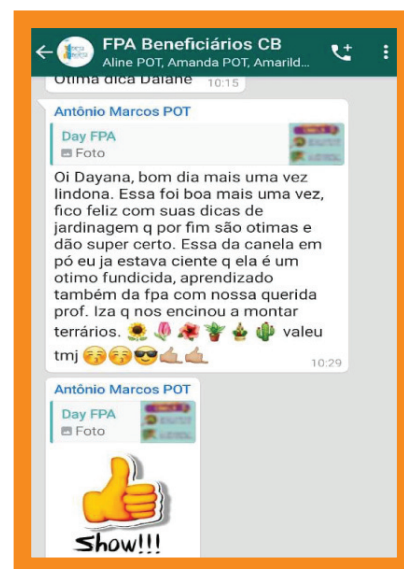 FPA Beneficiários CB
Aline POT, Amanda POT, Amarild...
Otima dica Daiane 10:15
Antônio Marcos POT
Day FPA
Foto
Oi Dayana, bom dia mais uma vez
lindona. Essa foi boa mais uma vez,
fico feliz com suas dicas de
jardinagem q por fim são otimas e
dão super certo. Essa da canela em
pó eu ja estava ciente q ela é um
otimo fundicida, aprendizado
também da fpa com nossa querida
prof. Iza q nos encinou a montar
terrários. 🌻🌷🌺🪴🎍🌵 valeu
tmj 😚😚😎🤙🤙
10:29
Antônio Marcos POT
Day FPA
Foto
Show!!!